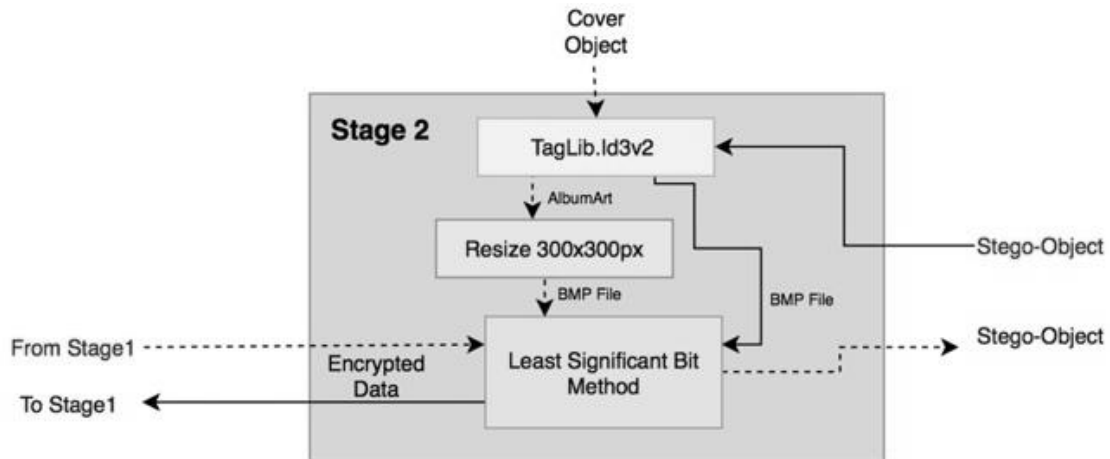 Cover
Object
Stage 2
TagLib.Id3v2
AlbumArt
Resize 300x300px
Stego-Object
BMP File
BMP File
Stego-Object
From Stage1
Encrypted
Data
Least Significant Bit
Method
To Stage1